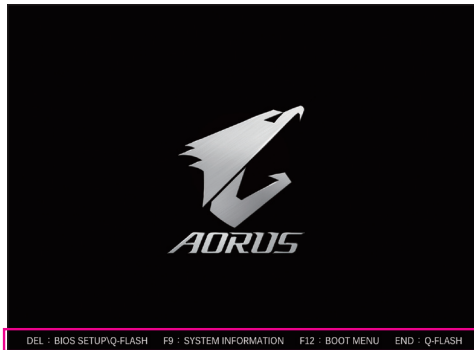 AORUS
DEL : BIOS SETUP\Q-FLASH F9 : SYSTEM INFORMATION F12 : BOOT MENU END : Q-FLASH